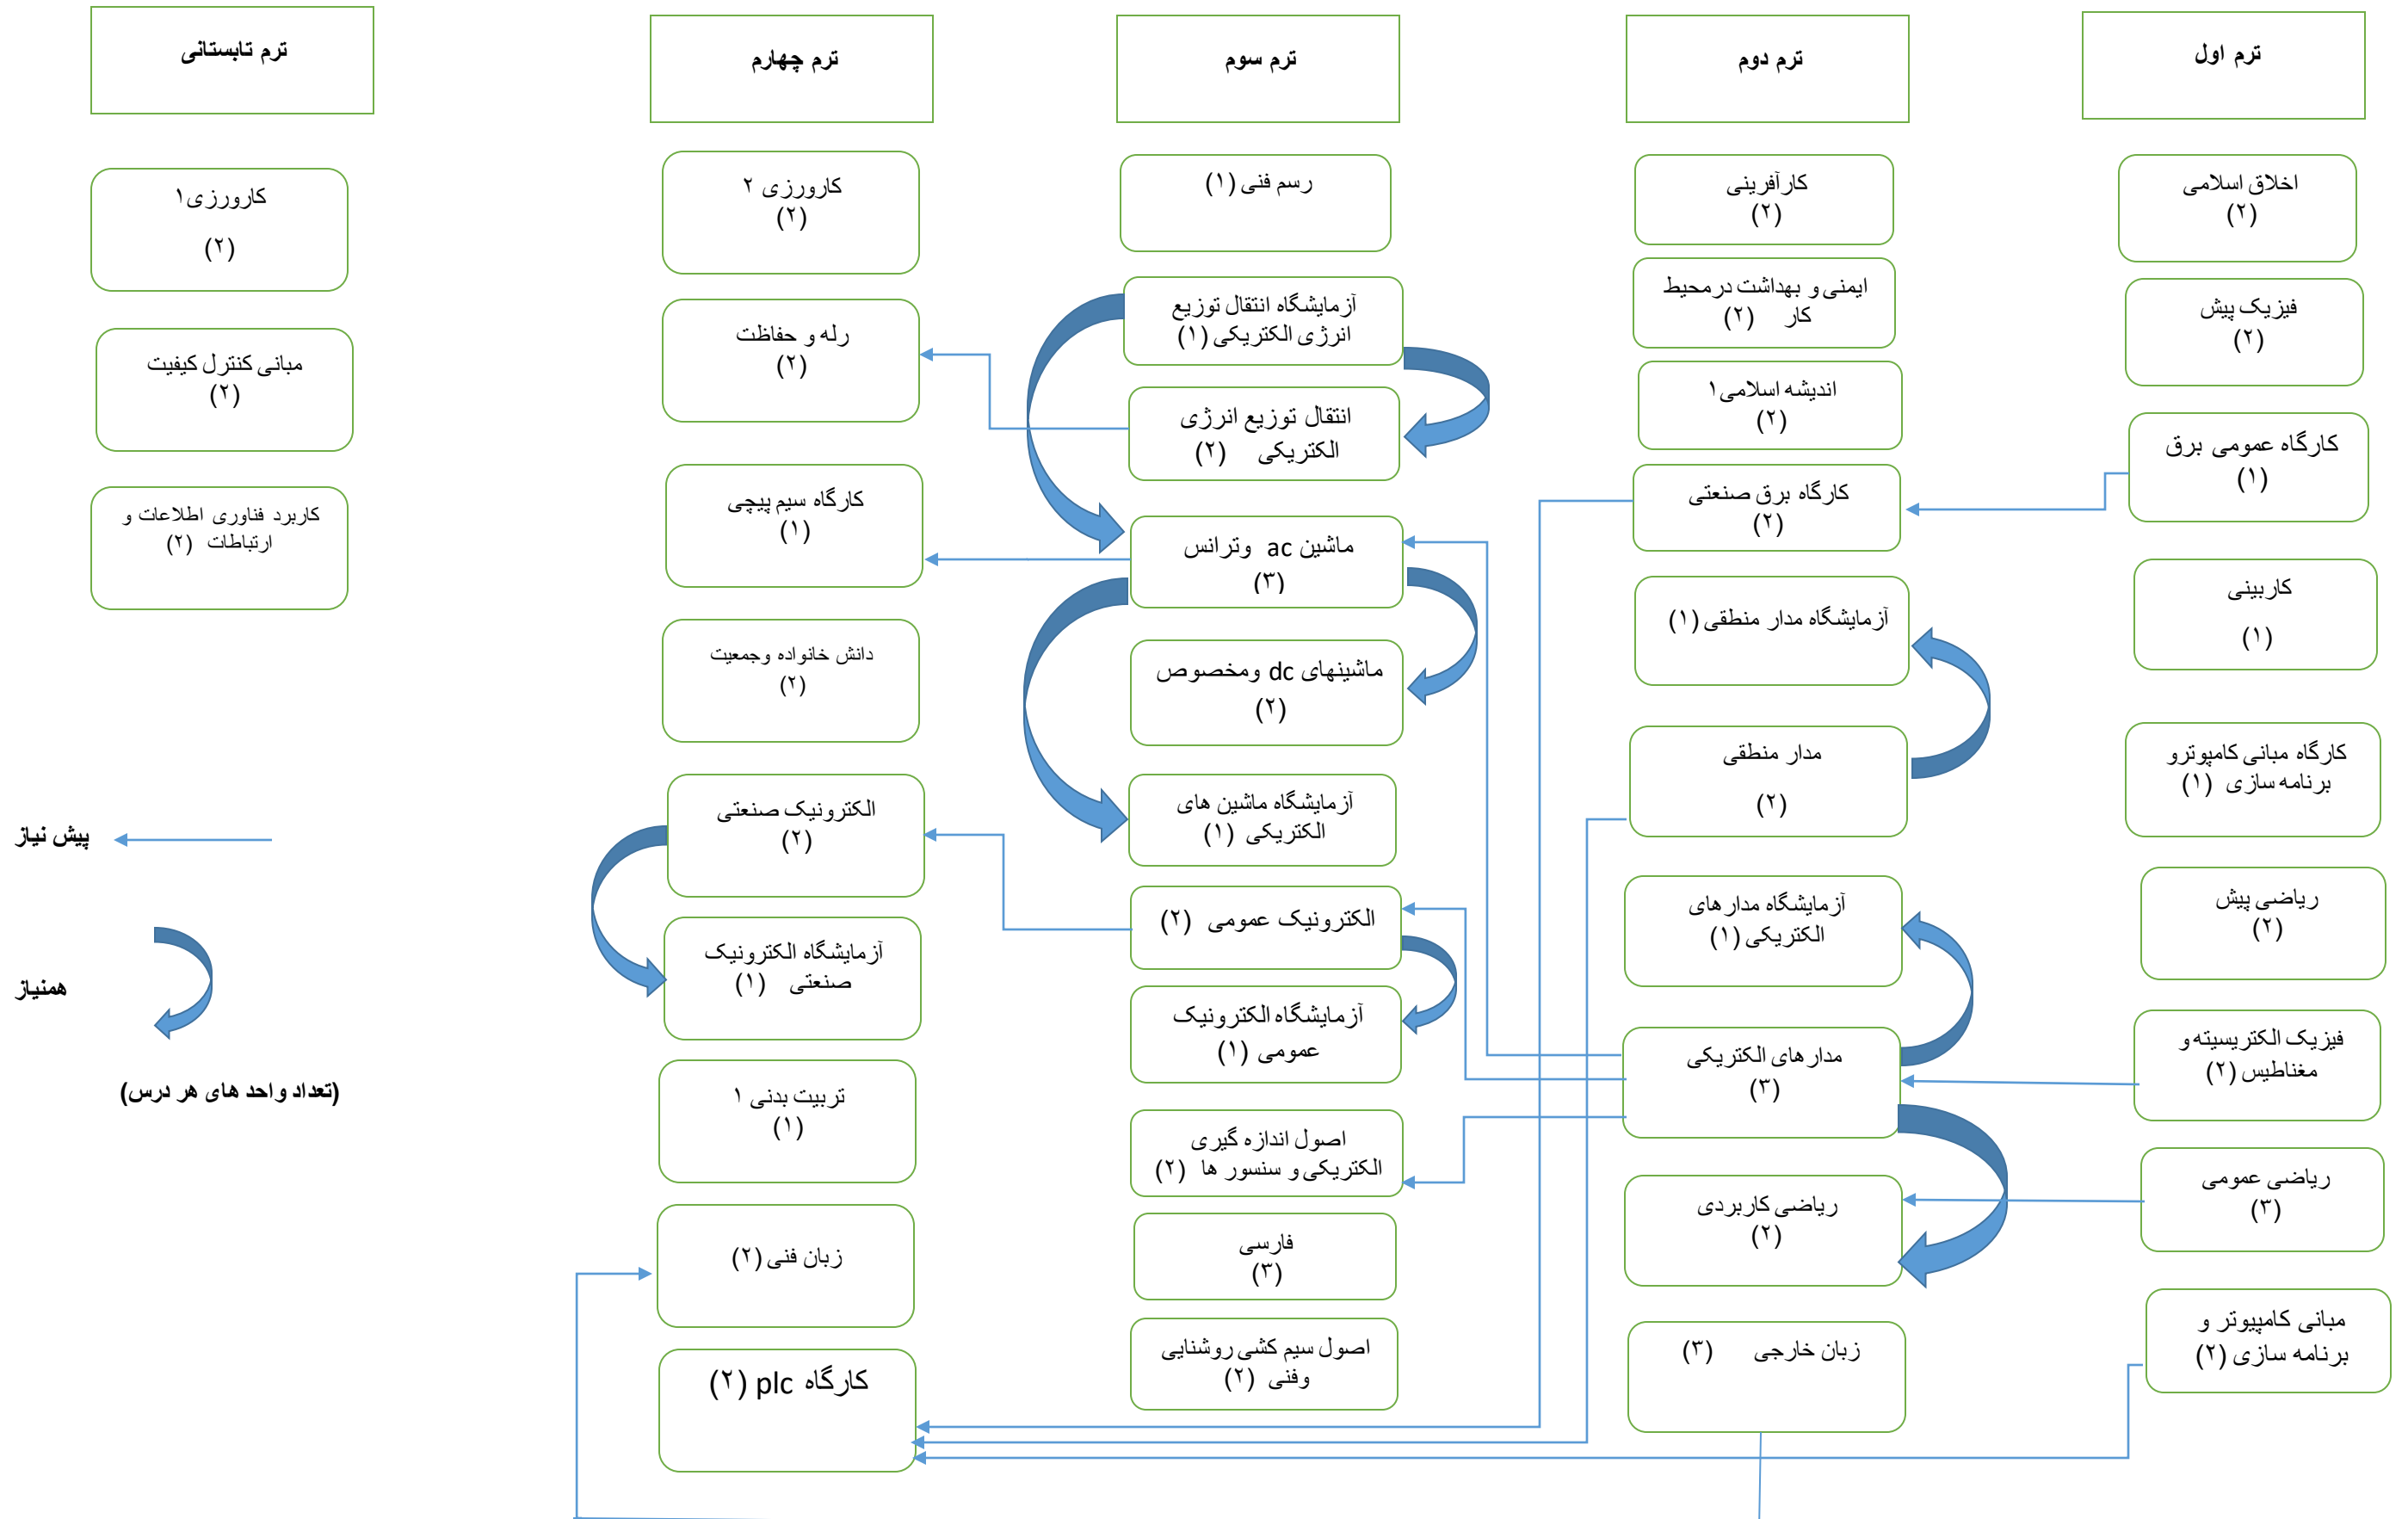 ترم اول
اخلاق اسلامی
(۲)
فیزیک پیش
(۲)
کارگاه عمومی برق
(۱)
کاربینی
(۱)
کارگاه مبانی کامپوترو
برنامه سازی (۱)
ریاضی پیش
(۲)
فیزیک الکتریسیته و
مغناطیس (۲)
ریاضی عمومی
(۳)
مبانی کامپیوتر و
برنامه سازی (۲)
ترم دوم
کارآفرینی
(۲)
ایمنی و بهداشت درمحیط
کار (۲)
اندیشه اسلامی۱
(۲)
کارگاه برق صنعتی
(۲)
آزمایشگاه مدار منطقی (۱)
مدار منطقی
(۲)
آزمایشگاه مدارهای
الکتریکی (۱)
مدارهای الکتریکی
(۳)
ریاضی کاربردی
(۲)
زبان خارجی (۳)
ترم سوم
رسم فنی (۱)
آزمایشگاه انتقال توزیع
انرژی الکتریکی (۱)
انتقال توزیع انرژی
الکتریکی (۲)
ماشین ac وترانس
(۳)
ماشینهای dc ومخصوص
(۲)
آزمایشگاه ماشین های
الکتریکی (۱)
الکترونیک عمومی (۲)
آزمایشگاه الکترونیک
عمومی (۱)
اصول اندازه گیری
الکتریکی و سنسور ها (۲)
فارسی
(۳)
اصول سیم کشی روشنایی
وفنی (۲)
ترم چهارم
کارورزی ۲
(۲)
رله و حفاظت
(۲)
کارگاه سیم پیچی
(۱)
دانش خانواده وجمعیت
(۲)
الکترونیک صنعتی
(۲)
آزمایشگاه الکترونیک
صنعتی (۱)
تربیت بدنی ۱
(۱)
زبان فنی (۲)
کارگاه plc (۲)
ترم تابستانی
کارورزی۱
(۲)
مبانی کنترل کیفیت
(۲)
کاربرد فناوری اطلاعات و
ارتباطات (۲)
پیش نیاز
همنیاز
(تعداد واحد های هر درس)